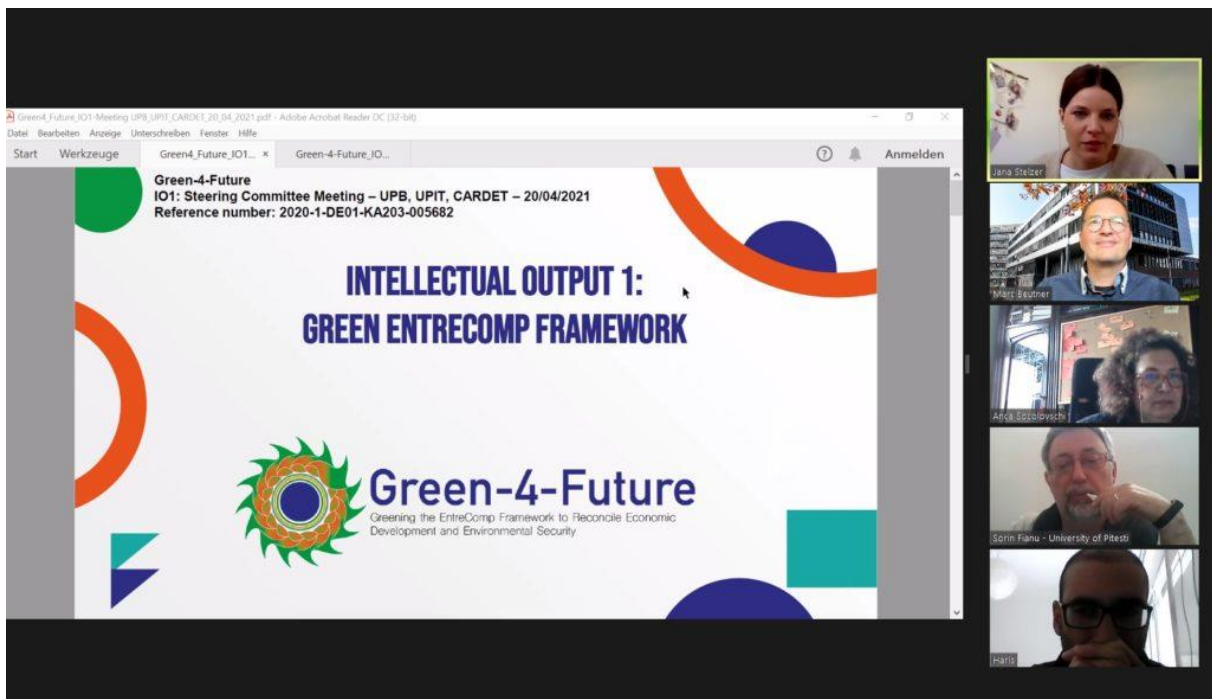 Green4_Future_IO1-Meeting UPB_UPIT_CARDET_20_04_2021.pdf - Adobe Acrobat Reader DC (32-bit)
Datei Bearbeiten Anzeige Unterschreiben Fenster Hilfe
Start Werkzeuge Green4_Future_IO1... × Green-4-Future_IO... Anmelden
Green-4-Future
IO1: Steering Committee Meeting – UPB, UPIT, CARDET – 20/04/2021
Reference number: 2020-1-DE01-KA203-005682
INTELLECTUAL OUTPUT 1:
GREEN ENTRECOMP FRAMEWORK
Green-4-Future
Greening the EntreComp Framework to Reconcile Economic
Development and Environmental Security
Jana Stelzer
Marc Beutner
Anca Socolovschi
Sorin Fianu - University of Pitesti
Haris